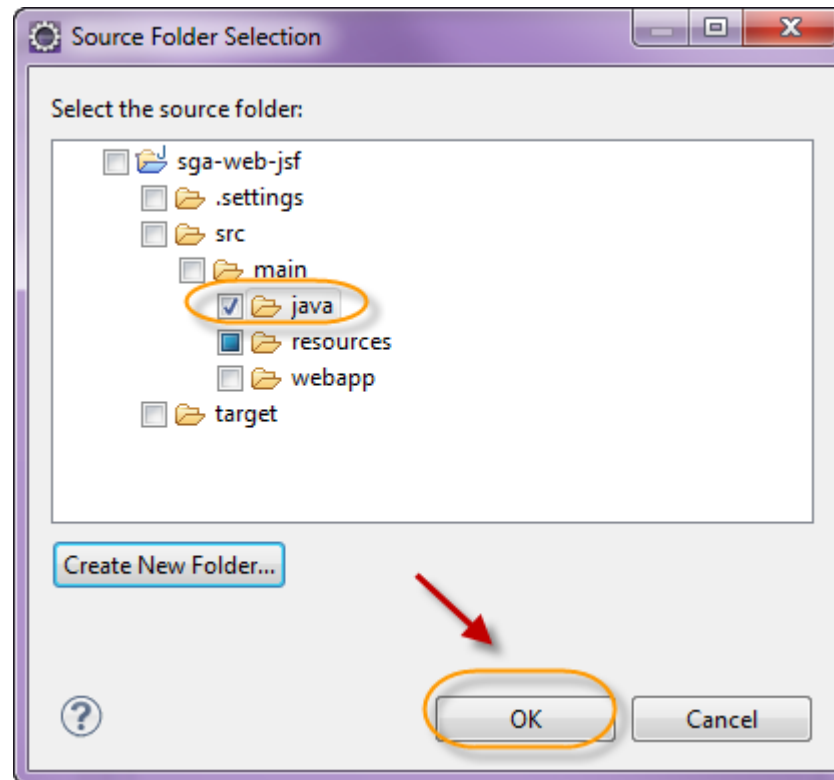 Source Folder Selection
Select the source folder:
sga-web-jsf
.settings
src
main
java
resources
webapp
target
Create New Folder...
?
OK Cancel